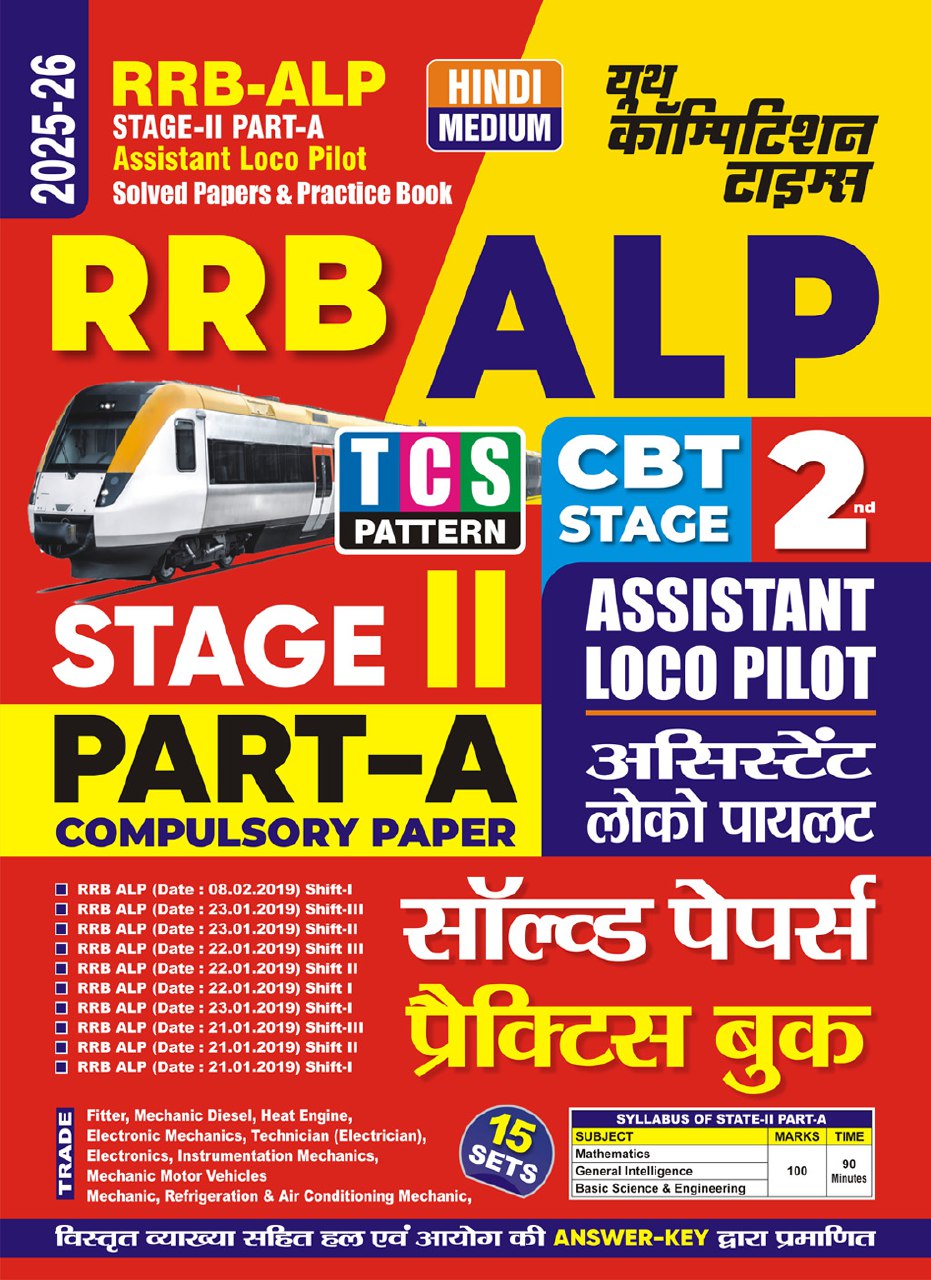 2025-26
RRB-ALP
STAGE-II PART-A
Assistant Loco Pilot
Solved Papers & Practice Book
HINDI
MEDIUM
यूथ
कॉम्पिटिशन
टाइम्स
RRB ALP
TCS
PATTERN
CBT
STAGE
2nd
STAGE II
PART-A
COMPULSORY PAPER
ASSISTANT
LOCO PILOT
असिस्टेंट
लोको पायलट
RRB ALP (Date : 08.02.2019) Shift-I
RRB ALP (Date : 23.01.2019) Shift-III
RRB ALP (Date : 23.01.2019) Shift-II
RRB ALP (Date : 22.01.2019) Shift III
RRB ALP (Date : 22.01.2019) Shift II
RRB ALP (Date : 22.01.2019) Shift I
RRB ALP (Date : 23.01.2019) Shift-I
RRB ALP (Date : 21.01.2019) Shift-III
RRB ALP (Date : 21.01.2019) Shift II
RRB ALP (Date : 21.01.2019) Shift-I
सॉल्व्ड पेपर्स
प्रैक्टिस बुक
TRADE
Fitter, Mechanic Diesel, Heat Engine,
Electronic Mechanics, Technician (Electrician),
Electronics, Instrumentation Mechanics,
Mechanic Motor Vehicles
Mechanic, Refrigeration & Air Conditioning Mechanic,
15
SETS
SYLLABUS OF STATE-II PART-A
SUBJECT MARKS TIME
Mathematics
General Intelligence
Basic Science & Engineering
100
90
Minutes
विस्तृत व्याख्या सहित हल एवं आयोग की ANSWER-KEY द्वारा प्रमाणित